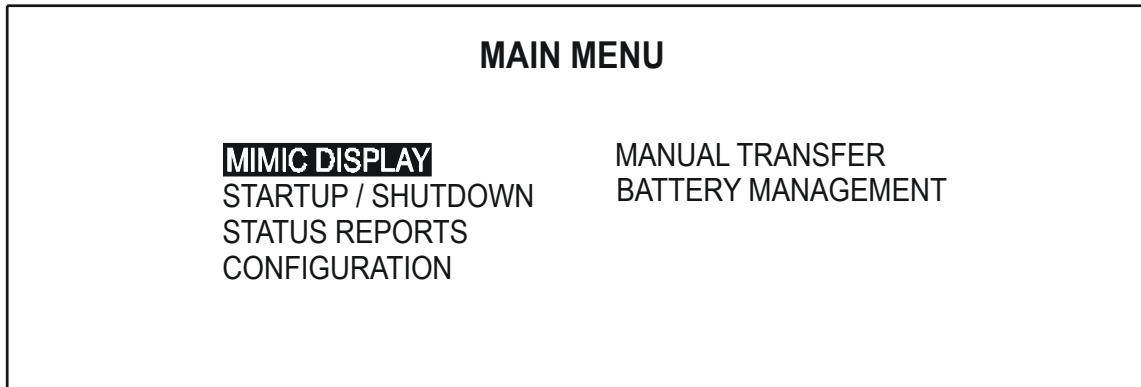 MAIN MENU
MIMIC DISPLAY
STARTUP / SHUTDOWN
STATUS REPORTS
CONFIGURATION
MANUAL TRANSFER
BATTERY MANAGEMENT